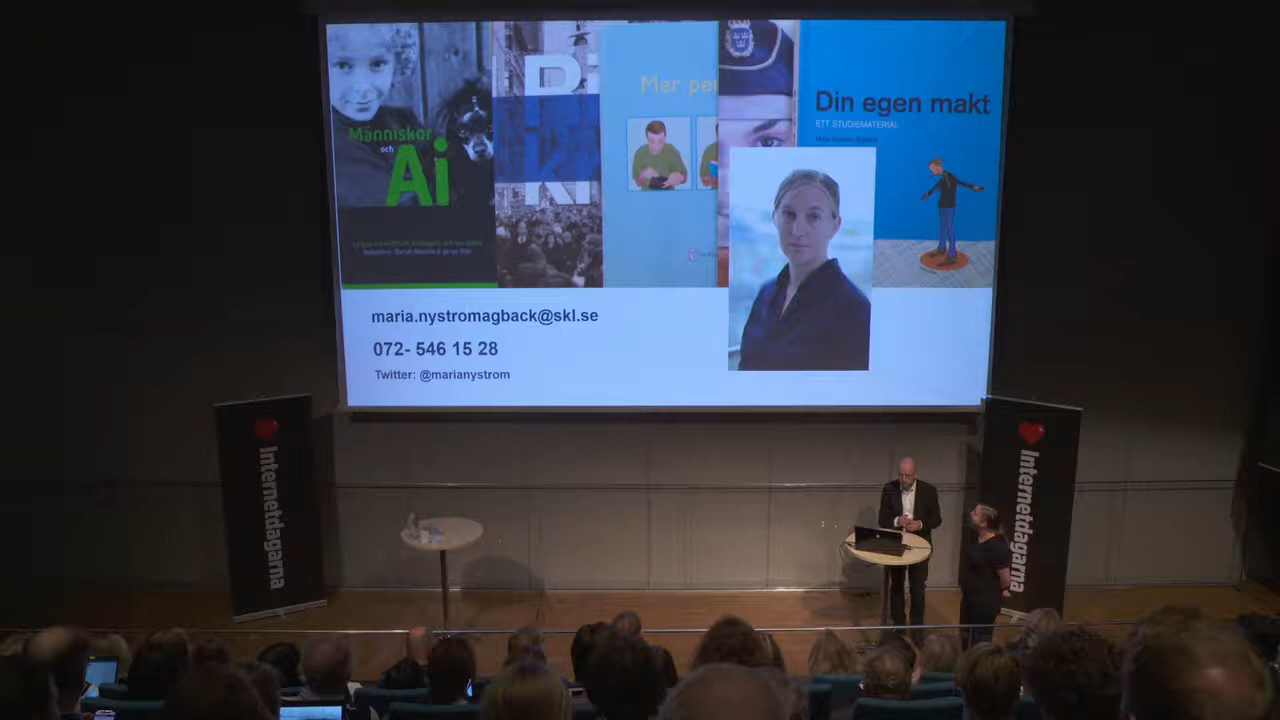 Människor
och
Ai
Mer per
Din egen makt
ETT STUDIEMATERIAL
maria.nystromagback@skl.se
072- 546 15 28
Twitter: @marianystrom
Internetdagarna
Internetdagarna